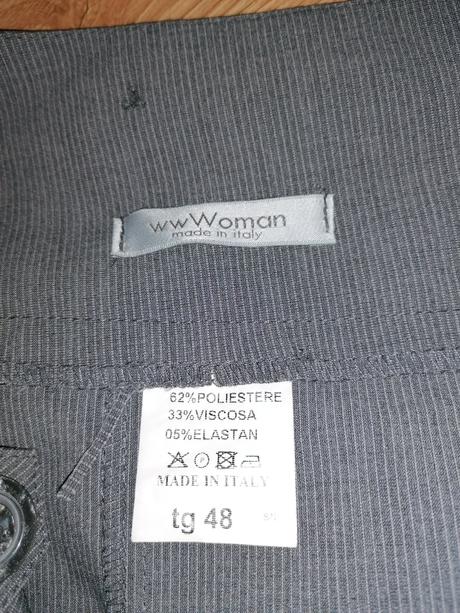 wwWoman
made in italy
62%POLIESTERE
33%VISCOSA
05%ELASTAN
MADE IN ITALY
tg 48